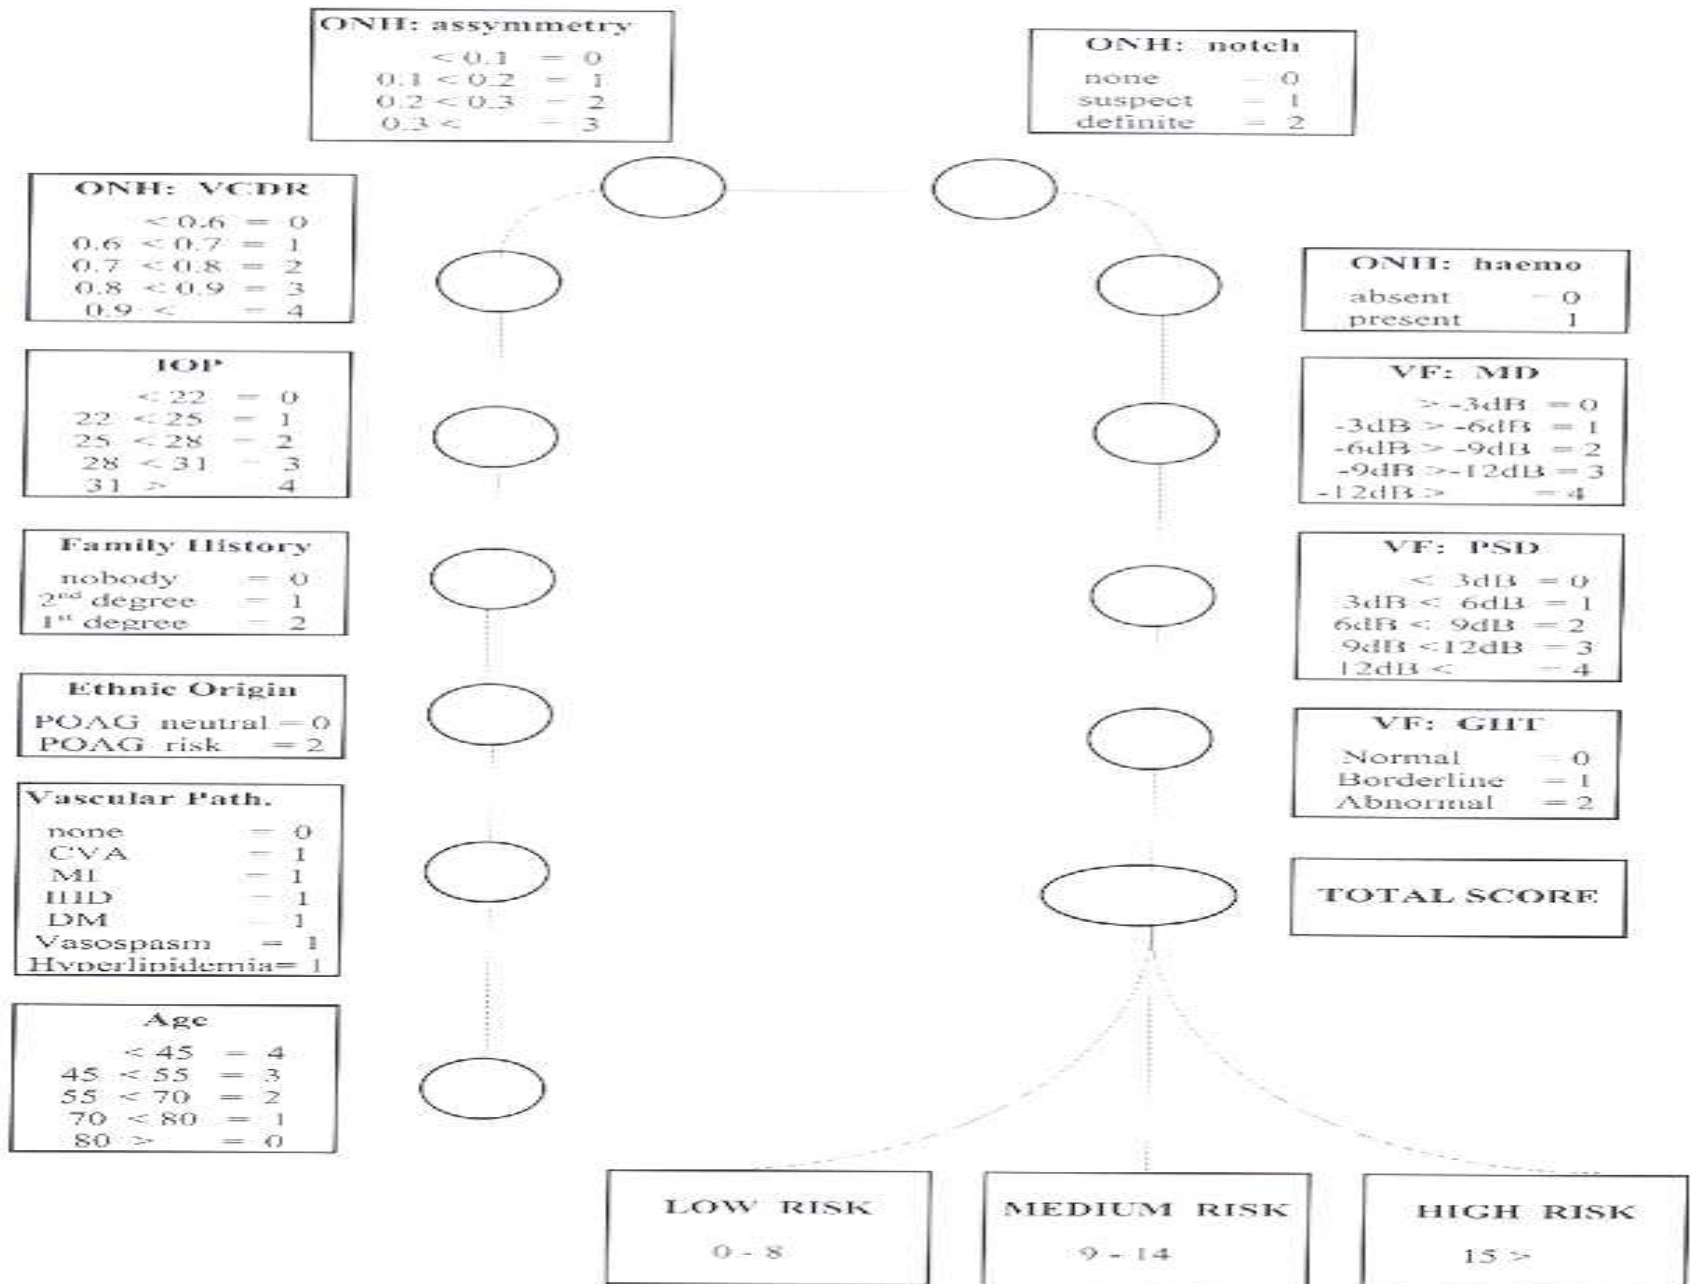 ONH: assymmetry
< 0.1 = 0
0.1 < 0.2 = 1
0.2 < 0.3 = 2
0.3 < = 3
ONH: notch
none = 0
suspect = 1
definite = 2
ONH: VCDR
< 0.6 = 0
0.6 < 0.7 = 1
0.7 < 0.8 = 2
0.8 < 0.9 = 3
0.9 < = 4
IOP
< 22 = 0
22 < 25 = 1
25 < 28 = 2
28 < 31 = 3
31 > 4
Family History
nobody = 0
2nd degree = 1
1st degree = 2
Ethnic Origin
POAG neutral = 0
POAG risk = 2
Vascular Path.
none = 0
CVA = 1
MI = 1
IHD = 1
DM = 1
Vasospasm = 1
Hyperlipidemia= 1
Age
< 45 = 4
45 < 55 = 3
55 < 70 = 2
70 < 80 = 1
80 > = 0
ONH: haemo
absent = 0
present 1
VF: MD
> -3dB = 0
-3dB > -6dB = 1
-6dB > -9dB = 2
-9dB >-12dB = 3
-12dB > = 4
VF: PSD
< 3dB = 0
3dB < 6dB = 1
6dB < 9dB = 2
9dB <12dB = 3
12dB < = 4
VF: GHT
Normal = 0
Borderline = 1
Abnormal = 2
TOTAL SCORE
LOW RISK
0 - 8
MEDIUM RISK
9 - 14
HIGH RISK
15 >